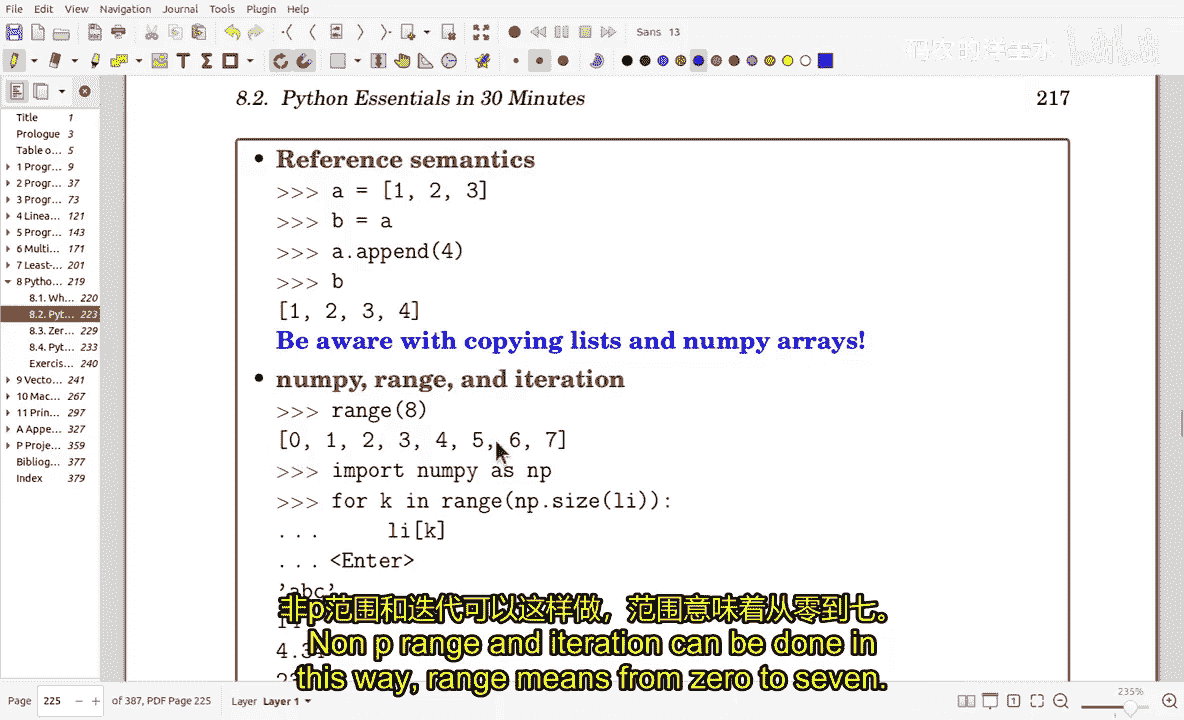 File Edit View Navigation Journal Tools Plugin Help
Sans 13
Title 1
Prologue 3
Table o... 5
1 Progr... 9
2 Progr... 37
3 Progr... 73
4 Linea... 121
5 Progr... 143
6 Multi... 171
7 Least-... 201
8 Pytho... 219
8.1. Wh... 220
8.2. Pyt... 223
8.3. Zer... 229
8.4. Pyt... 233
Exercis... 240
9 Vecto... 241
10 Mac... 267
11 Prin... 297
A Appe... 327
P Proje... 359
Bibliog... 377
Index 379
8.2. Python Essentials in 30 Minutes 217
• Reference semantics
>>> a = [1, 2, 3]
>>> b = a
>>> a.append(4)
>>> b
[1, 2, 3, 4]
Be aware with copying lists and numpy arrays!
• numpy, range, and iteration
>>> range(8)
[0, 1, 2, 3, 4, 5, 6, 7]
>>> import numpy as np
>>> for k in range(np.size(li)):
... li[k]
... <Enter>
'abc'
非p范围和迭代可以这样做，范围意味着从零到七。
Non p range and iteration can be done in
this way, range means from zero to seven.
Page 225 of 387, PDF Page 225 Layer Layer 1 235%